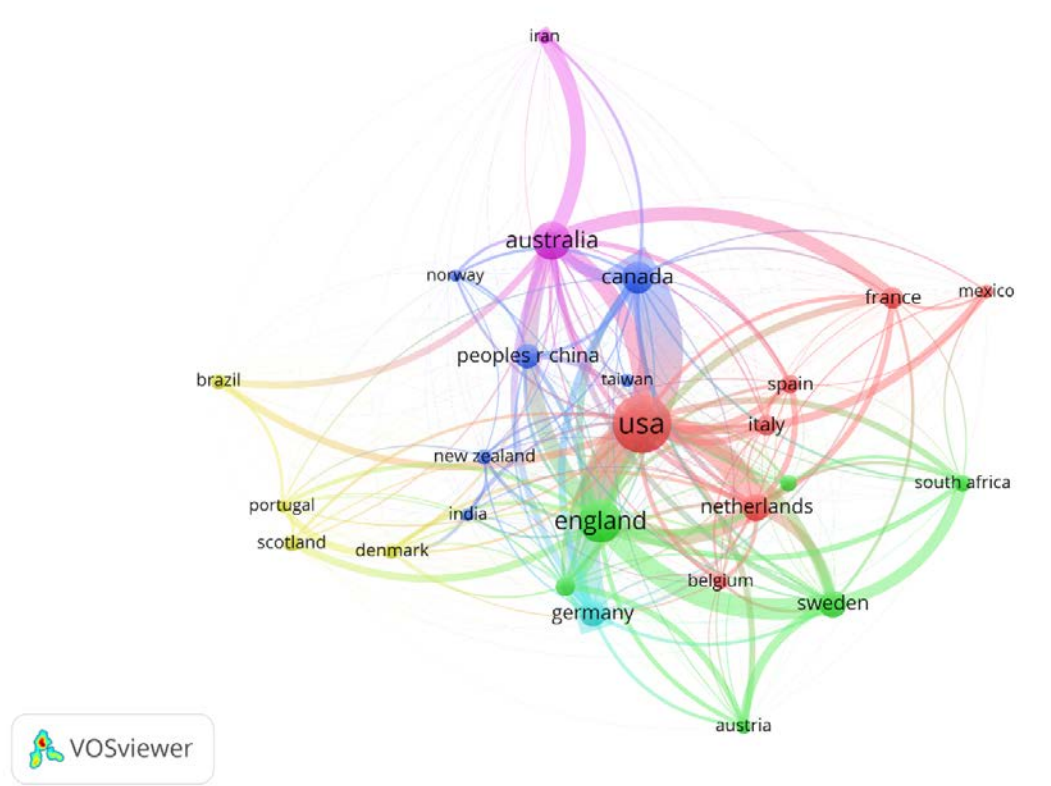 iran
australia
canada
norway
france
mexico
peoples r china
taiwan
brazil
spain
usa
italy
new zealand
south africa
portugal
india
england
netherlands
scotland
denmark
belgium
sweden
germany
austria
VOSviewer